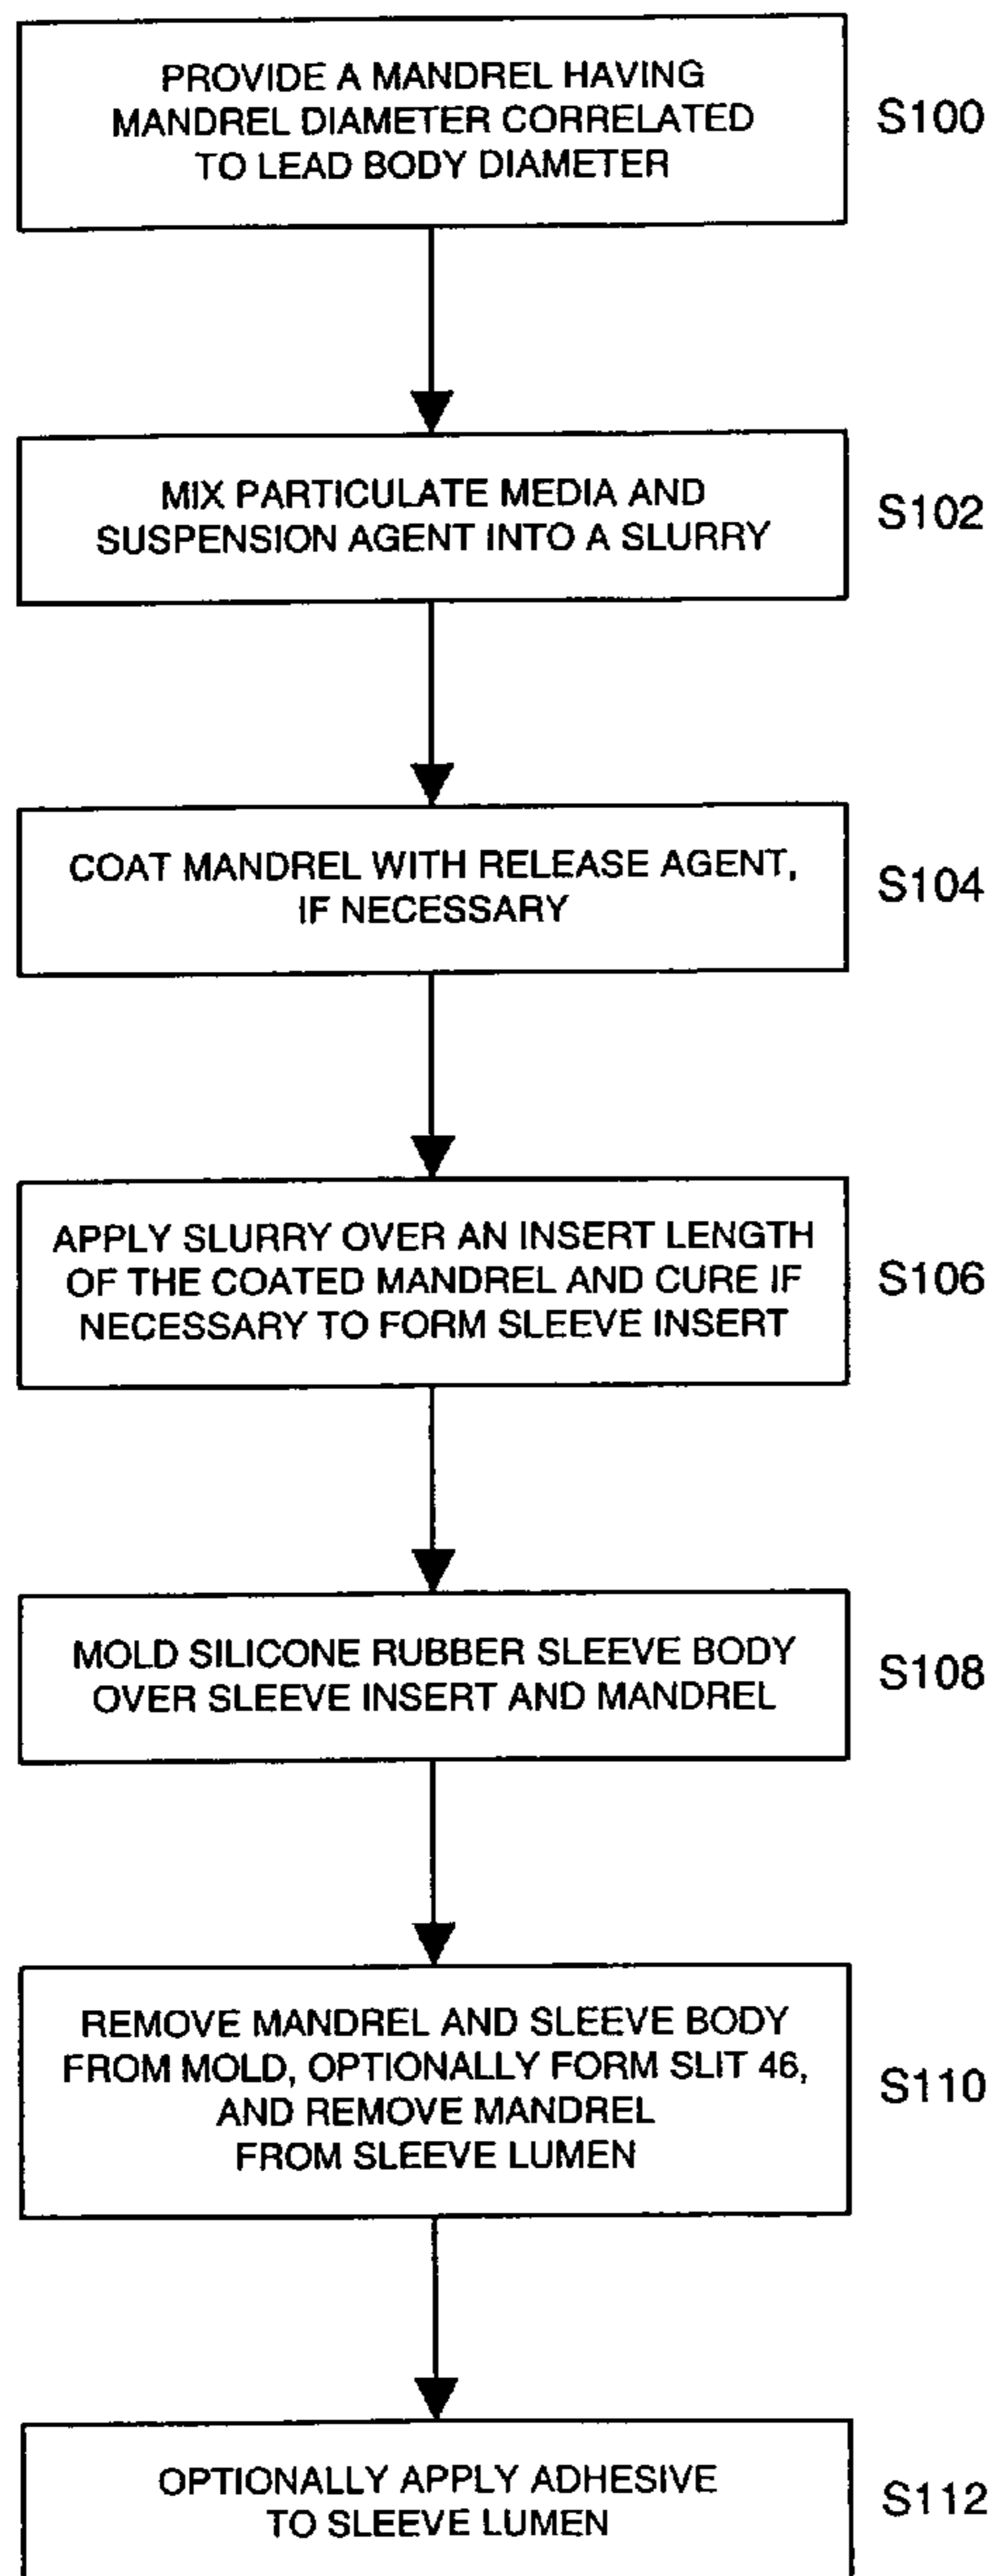 PROVIDE A MANDREL HAVING
MANDREL DIAMETER CORRELATED
TO LEAD BODY DIAMETER
S100
MIX PARTICULATE MEDIA AND
SUSPENSION AGENT INTO A SLURRY
S102
COAT MANDREL WITH RELEASE AGENT,
IF NECESSARY
S104
APPLY SLURRY OVER AN INSERT LENGTH
OF THE COATED MANDREL AND CURE IF
NECESSARY TO FORM SLEEVE INSERT
S106
MOLD SILICONE RUBBER SLEEVE BODY
OVER SLEEVE INSERT AND MANDREL
S108
REMOVE MANDREL AND SLEEVE BODY
FROM MOLD, OPTIONALLY FORM SLIT 46,
AND REMOVE MANDREL
FROM SLEEVE LUMEN
S110
OPTIONALLY APPLY ADHESIVE
TO SLEEVE LUMEN
S112